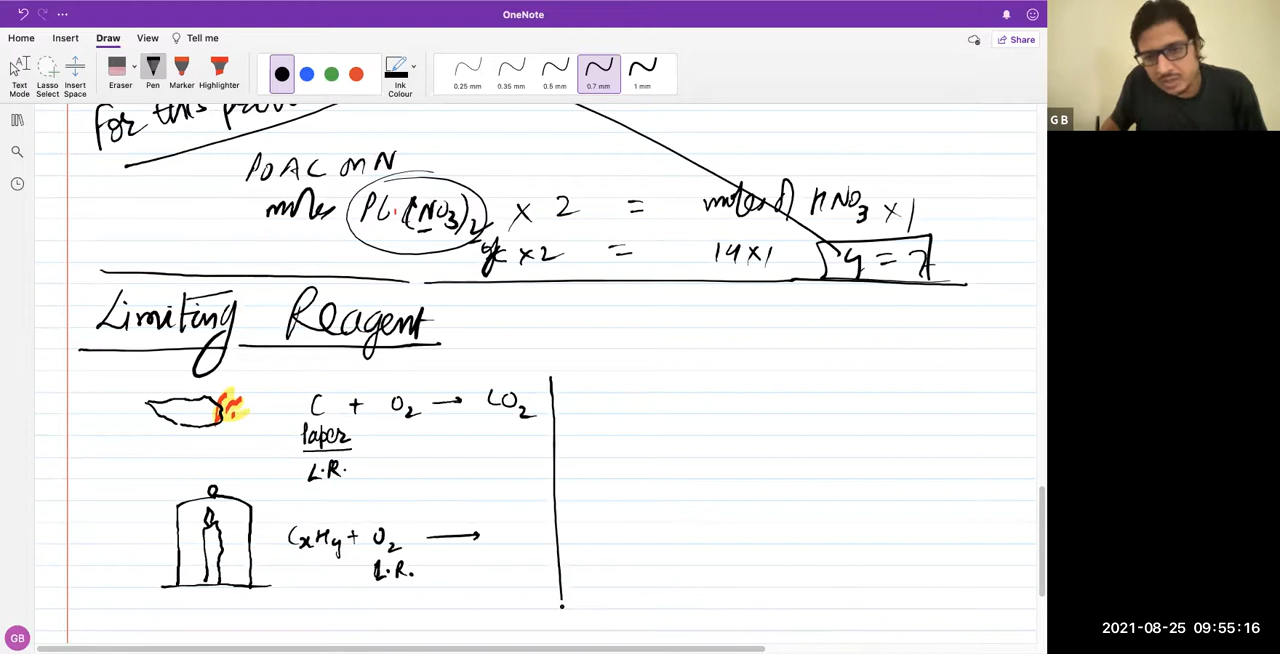 OneNote
Home Insert Draw View Tell me
Share
Text Mode
Lasso Select
Insert Space
Eraser
Pen
Marker
Highlighter
Ink Colour
0.25 mm 0.35 mm 0.5 mm 0.7 mm 1 mm
G B
for this
POAC on N
moles Pb(NO3)2 × 2 = moles of HNO3 × 1
× 2 = 14 × 1 y = 7
Limiting Reagent
C + O2 → CO2
Paper
L.R.
CxHy + O2 →
L.R.
GB
2021-08-25 09:55:16